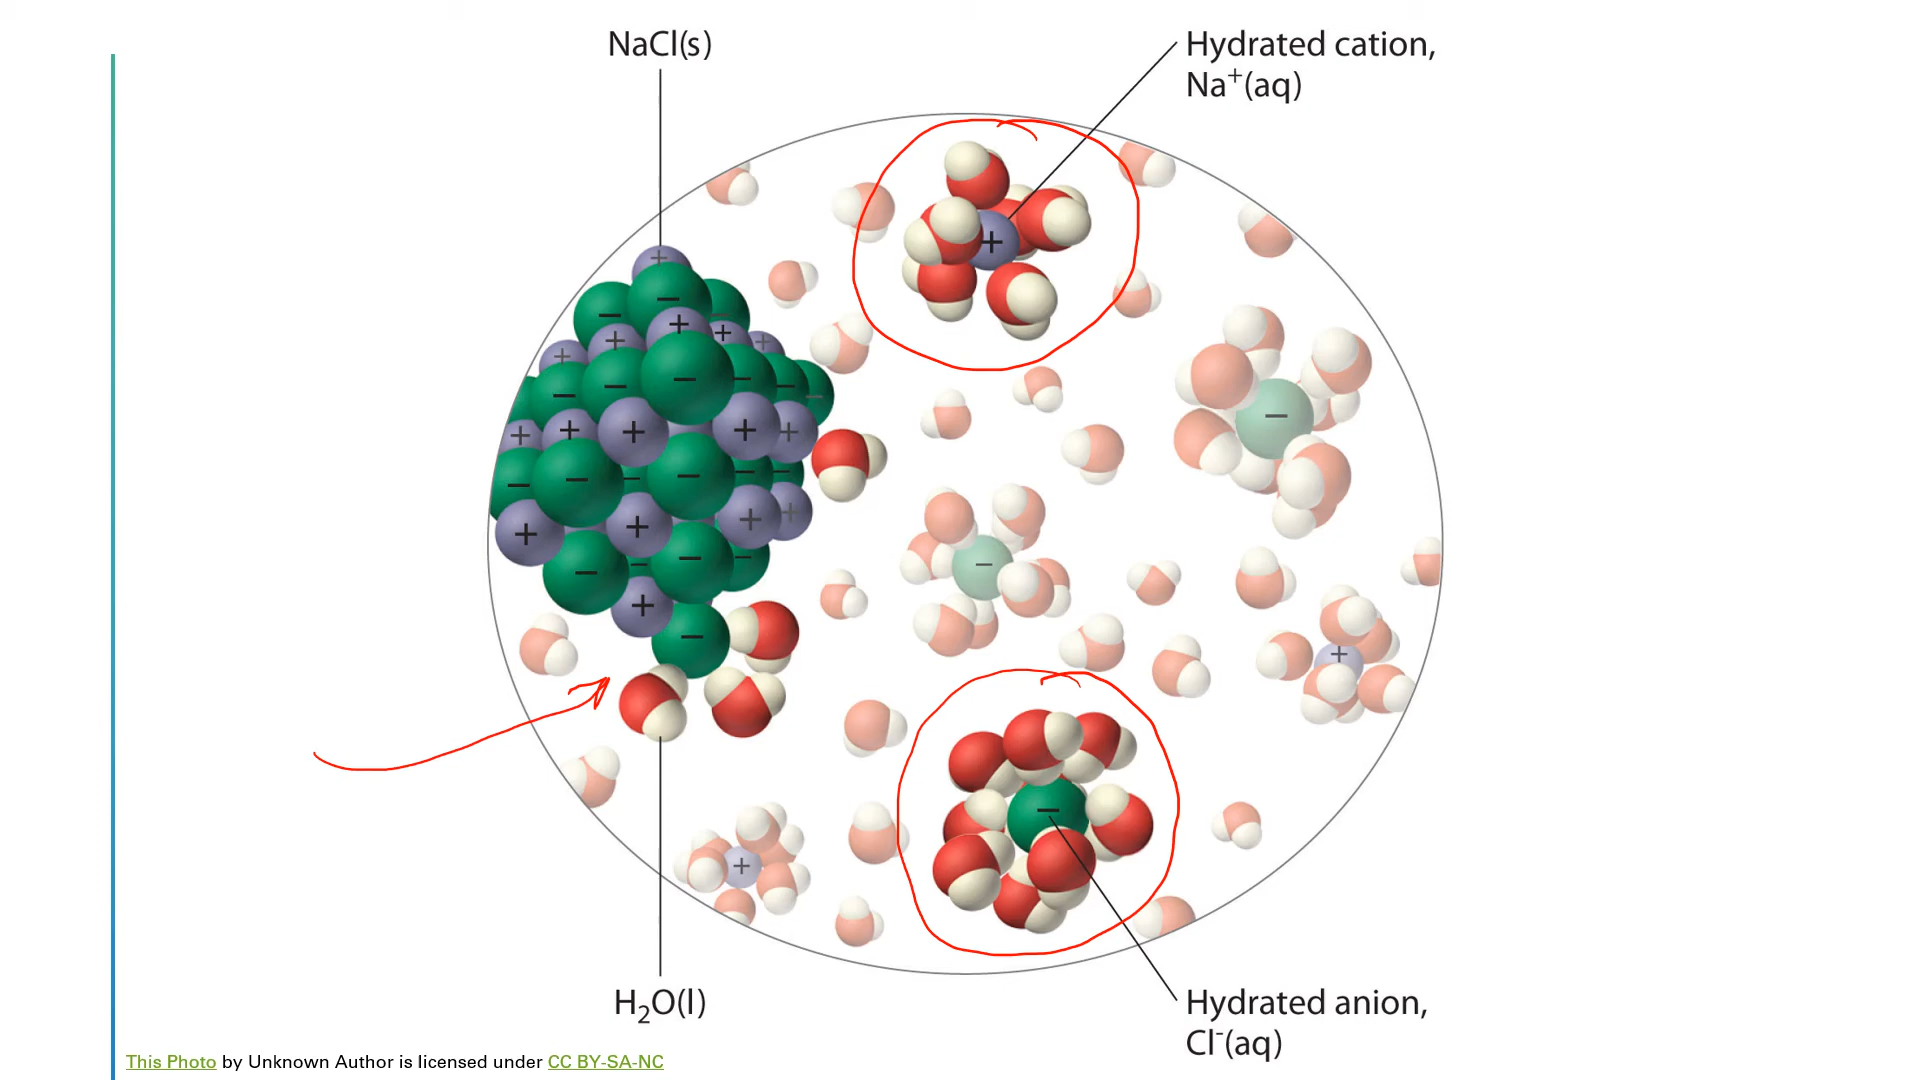 NaCl(s)
Hydrated cation,
Na⁺(aq)
H₂O(l)
Hydrated anion,
Cl⁻(aq)
This Photo by Unknown Author is licensed under CC BY-SA-NC